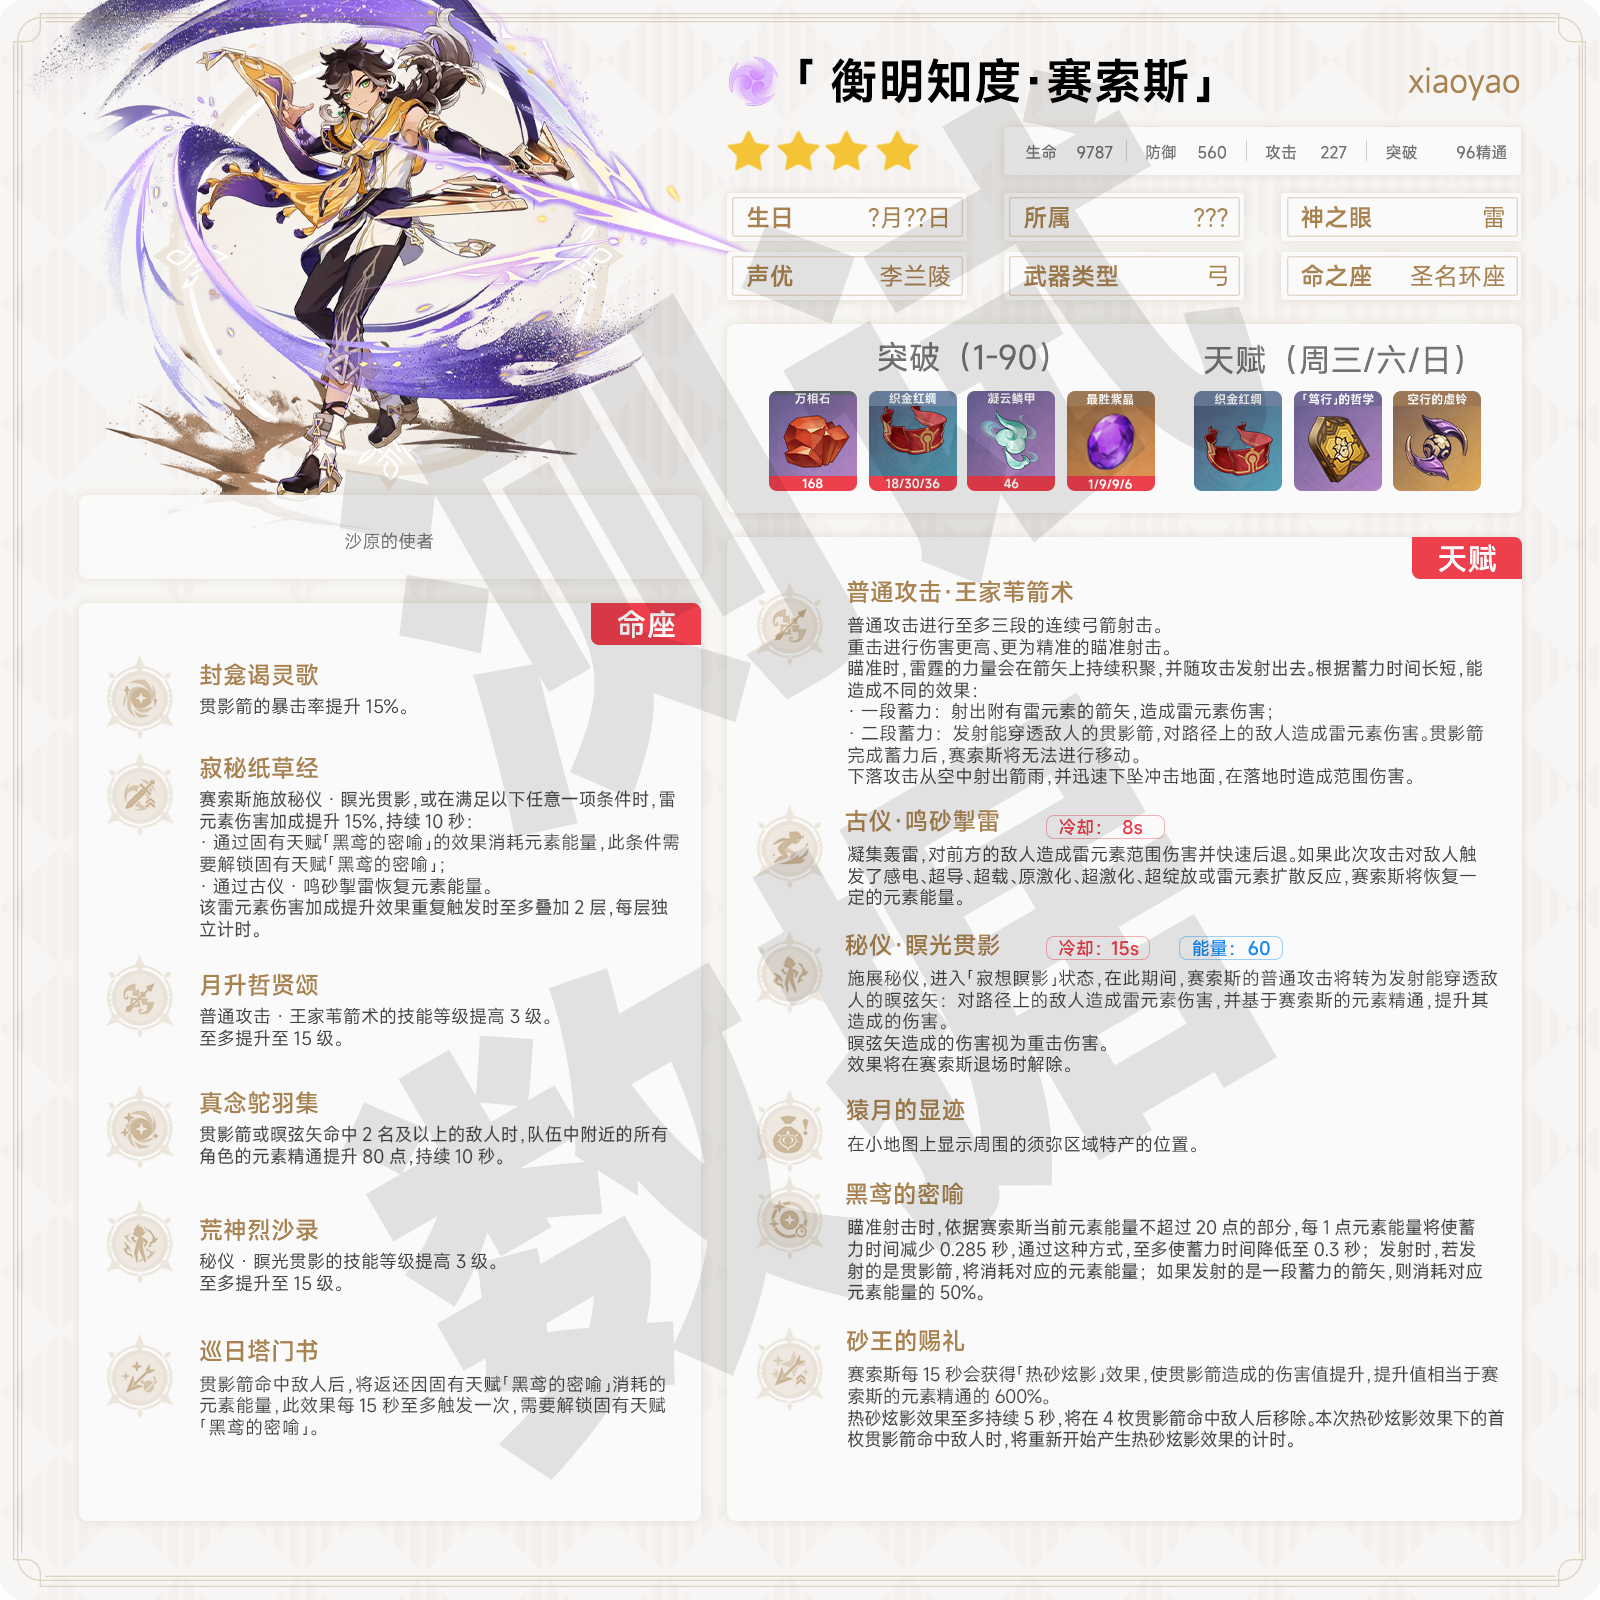 「 衡明知度·赛索斯」
xiaoyao
生命 9787 防御 560 攻击 227 突破 96精通
生日 ?月??日
所属 ???
神之眼 雷
声优 李兰陵
武器类型 弓
命之座 圣名环座
突破（1-90）
天赋（周三/六/日）
万相石
168
织金红绸
18/30/36
凝云鳞甲
46
最胜紫晶
1/9/9/6
织金红绸
「笃行」的哲学
空行的虚铃
沙原的使者
命座
封龛谒灵歌
贯影箭的暴击率提升 15%。
寂秘纸草经
赛索斯施放秘仪 · 瞑光贯影,或在满足以下任意一项条件时,雷
元素伤害加成提升 15%,持续 10 秒:
· 通过固有天赋「黑鸢的密喻」的效果消耗元素能量,此条件需
要解锁固有天赋「黑鸢的密喻」;
· 通过古仪 · 鸣砂掣雷恢复元素能量。
该雷元素伤害加成提升效果重复触发时至多叠加 2 层,每层独
立计时。
月升哲贤颂
普通攻击 · 王家苇箭术的技能等级提高 3 级。
至多提升至 15 级。
真念鸵羽集
贯影箭或暝弦矢命中 2 名及以上的敌人时,队伍中附近的所有
角色的元素精通提升 80 点,持续 10 秒。
荒神烈沙录
秘仪 · 瞑光贯影的技能等级提高 3 级。
至多提升至 15 级。
巡日塔门书
贯影箭命中敌人后,将返还因固有天赋「黑鸢的密喻」消耗的
元素能量,此效果每 15 秒至多触发一次,需要解锁固有天赋
「黑鸢的密喻」。
天赋
普通攻击·王家苇箭术
普通攻击进行至多三段的连续弓箭射击。
重击进行伤害更高、更为精准的瞄准射击。
瞄准时,雷霆的力量会在箭矢上持续积聚,并随攻击发射出去。根据蓄力时间长短,能
造成不同的效果:
· 一段蓄力: 射出附有雷元素的箭矢,造成雷元素伤害;
· 二段蓄力: 发射能穿透敌人的贯影箭,对路径上的敌人造成雷元素伤害。贯影箭
完成蓄力后,赛索斯将无法进行移动。
下落攻击从空中射出箭雨,并迅速下坠冲击地面,在落地时造成范围伤害。
古仪·鸣砂掣雷 冷却: 8s
凝集轰雷,对前方的敌人造成雷元素范围伤害并快速后退。如果此次攻击对敌人触
发了感电、超导、超载、原激化、超激化、超绽放或雷元素扩散反应,赛索斯将恢复一
定的元素能量。
秘仪·瞑光贯影 冷却: 15s 能量: 60
施展秘仪,进入「寂想瞑影」状态,在此期间,赛索斯的普通攻击将转为发射能穿透敌
人的暝弦矢: 对路径上的敌人造成雷元素伤害,并基于赛索斯的元素精通,提升其
造成的伤害。
暝弦矢造成的伤害视为重击伤害。
效果将在赛索斯退场时解除。
猿月的显迹
在小地图上显示周围的须弥区域特产的位置。
黑鸢的密喻
瞄准射击时,依据赛索斯当前元素能量不超过 20 点的部分,每 1 点元素能量将使蓄
力时间减少 0.285 秒,通过这种方式,至多使蓄力时间降低至 0.3 秒; 发射时,若发
射的是贯影箭,将消耗对应的元素能量; 如果发射的是一段蓄力的箭矢,则消耗对应
元素能量的 50%。
砂王的赐礼
赛索斯每 15 秒会获得「热砂炫影」效果,使贯影箭造成的伤害值提升,提升值相当于赛
索斯的元素精通的 600%。
热砂炫影效果至多持续 5 秒,将在 4 枚贯影箭命中敌人后移除。本次热砂炫影效果下的首
枚贯影箭命中敌人时,将重新开始产生热砂炫影效果的计时。
测试
数据